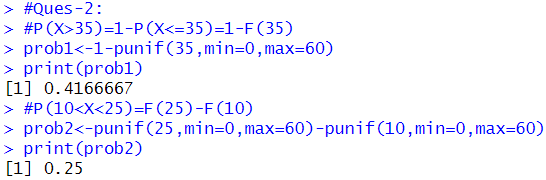 > #Ques-2:
> #P(X>35)=1-P(X<=35)=1-F(35)
> prob1<-1-punif(35,min=0,max=60)
> print(prob1)
[1] 0.4166667
> #P(10<X<25)=F(25)-F(10)
> prob2<-punif(25,min=0,max=60)-punif(10,min=0,max=60)
> print(prob2)
[1] 0.25